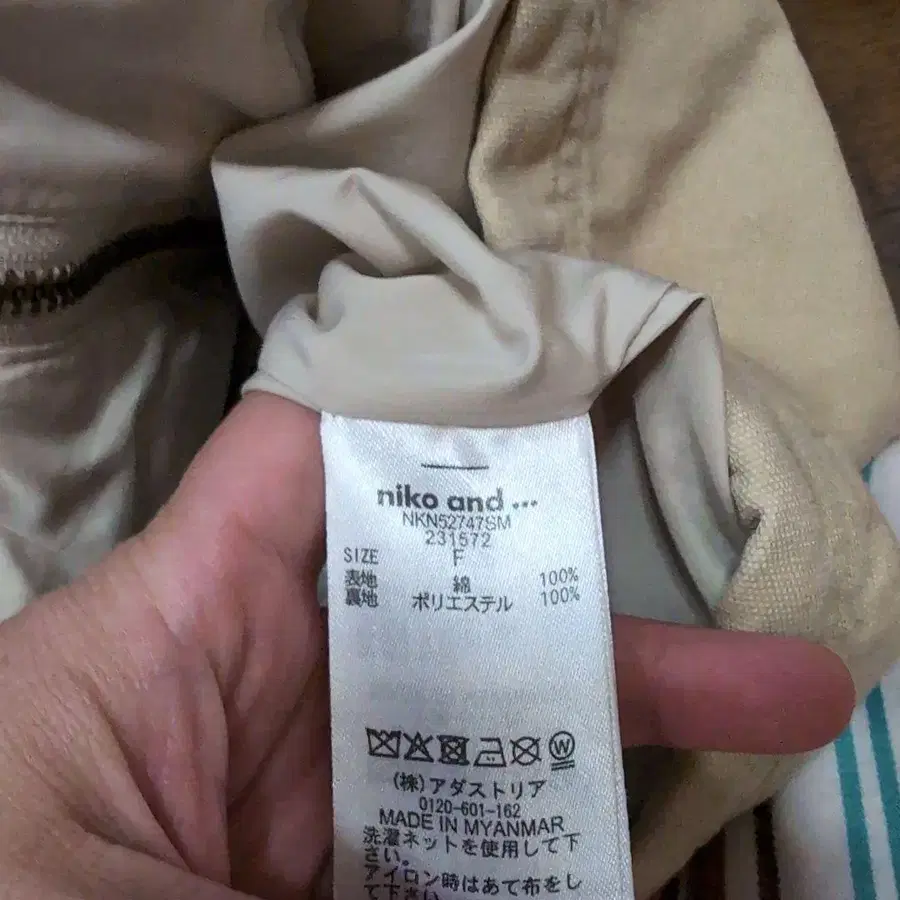 niko and ...
NKN52747SM
231572
SIZE F
表地 綿 100%
裏地 ポリエステル 100%
W
(株)アダストリア
0120-601-162
MADE IN MYANMAR
洗濯ネットを使用して下
さい。
アイロン時はあて布をし
て下さい